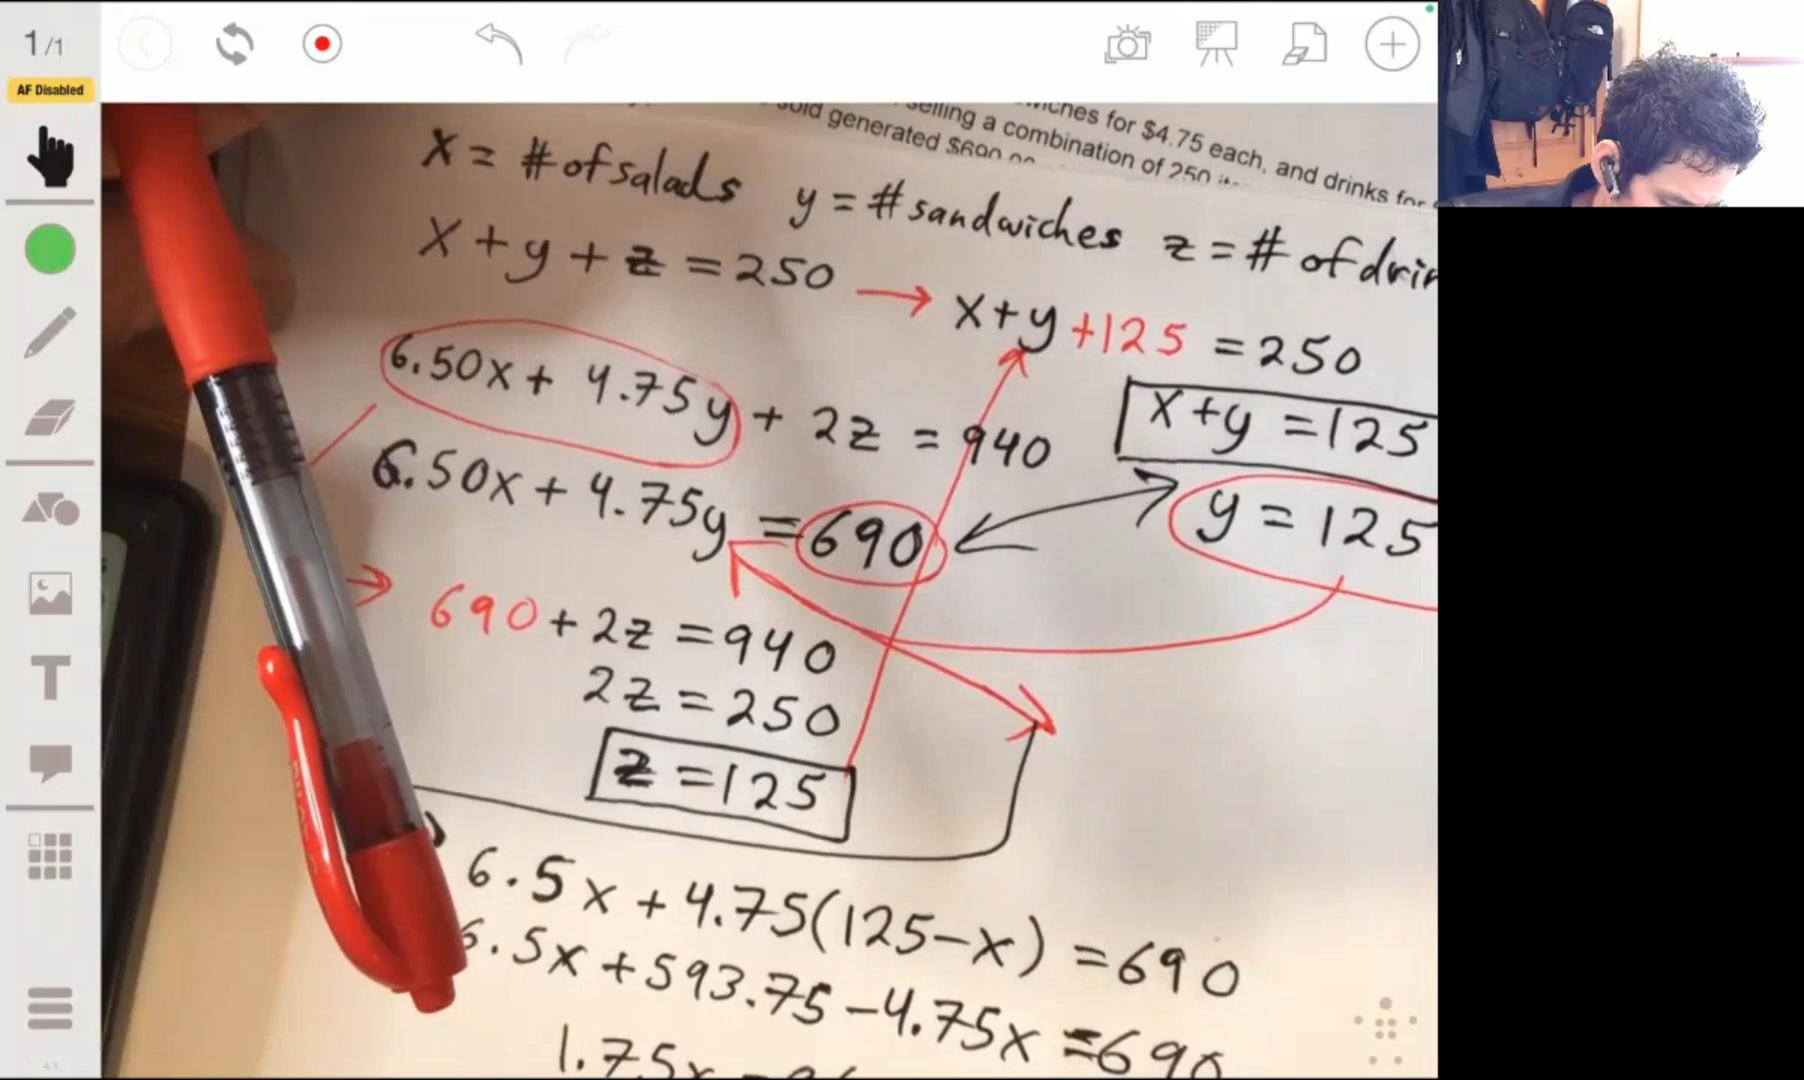 1/1
AF Disabled
wiches for $4.75 each, and drinks for
selling a combination of 250
sold generated $690
x = # of salads y = # sandwiches z = # of drin
x + y + z = 250 → x + y + 125 = 250
6.50x + 4.75y + 2z = 940
x + y = 125
6.50x + 4.75y = 690
y = 125
→ 690 + 2z = 940
2z = 250
z = 125
6.5x + 4.75(125 - x) = 690
6.5x + 593.75 - 4.75x = 690
1.75x
T